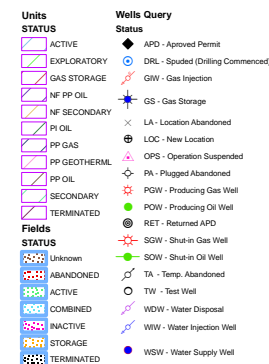 Units
STATUS
ACTIVE
EXPLORATORY
GAS STORAGE
NF PP OIL
NF SECONDARY
PI OIL
PP GAS
PP GEOTHERML
PP OIL
SECONDARY
TERMINATED
Fields
STATUS
Unknown
ABANDONED
ACTIVE
COMBINED
INACTIVE
STORAGE
TERMINATED
Wells Query
Status
APD - Aproved Permit
DRL - Spuded (Drilling Commenced)
GIW - Gas Injection
GS - Gas Storage
LA - Location Abandoned
LOC - New Location
OPS - Operation Suspended
PA - Plugged Abandoned
PGW - Producing Gas Well
POW - Producing Oil Well
RET - Returned APD
SGW - Shut-in Gas Well
SOW - Shut-in Oil Well
TA - Temp. Abandoned
TW - Test Well
WDW - Water Disposal
WIW - Water Injection Well
WSW - Water Supply Well